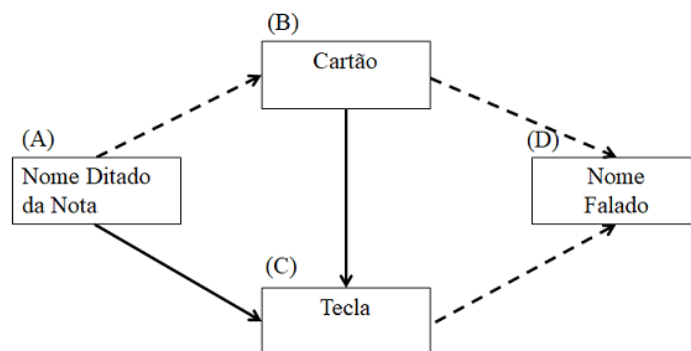 (B)
Cartão
(A)
Nome Ditado
da Nota
(D)
Nome
Falado
(C)
Tecla